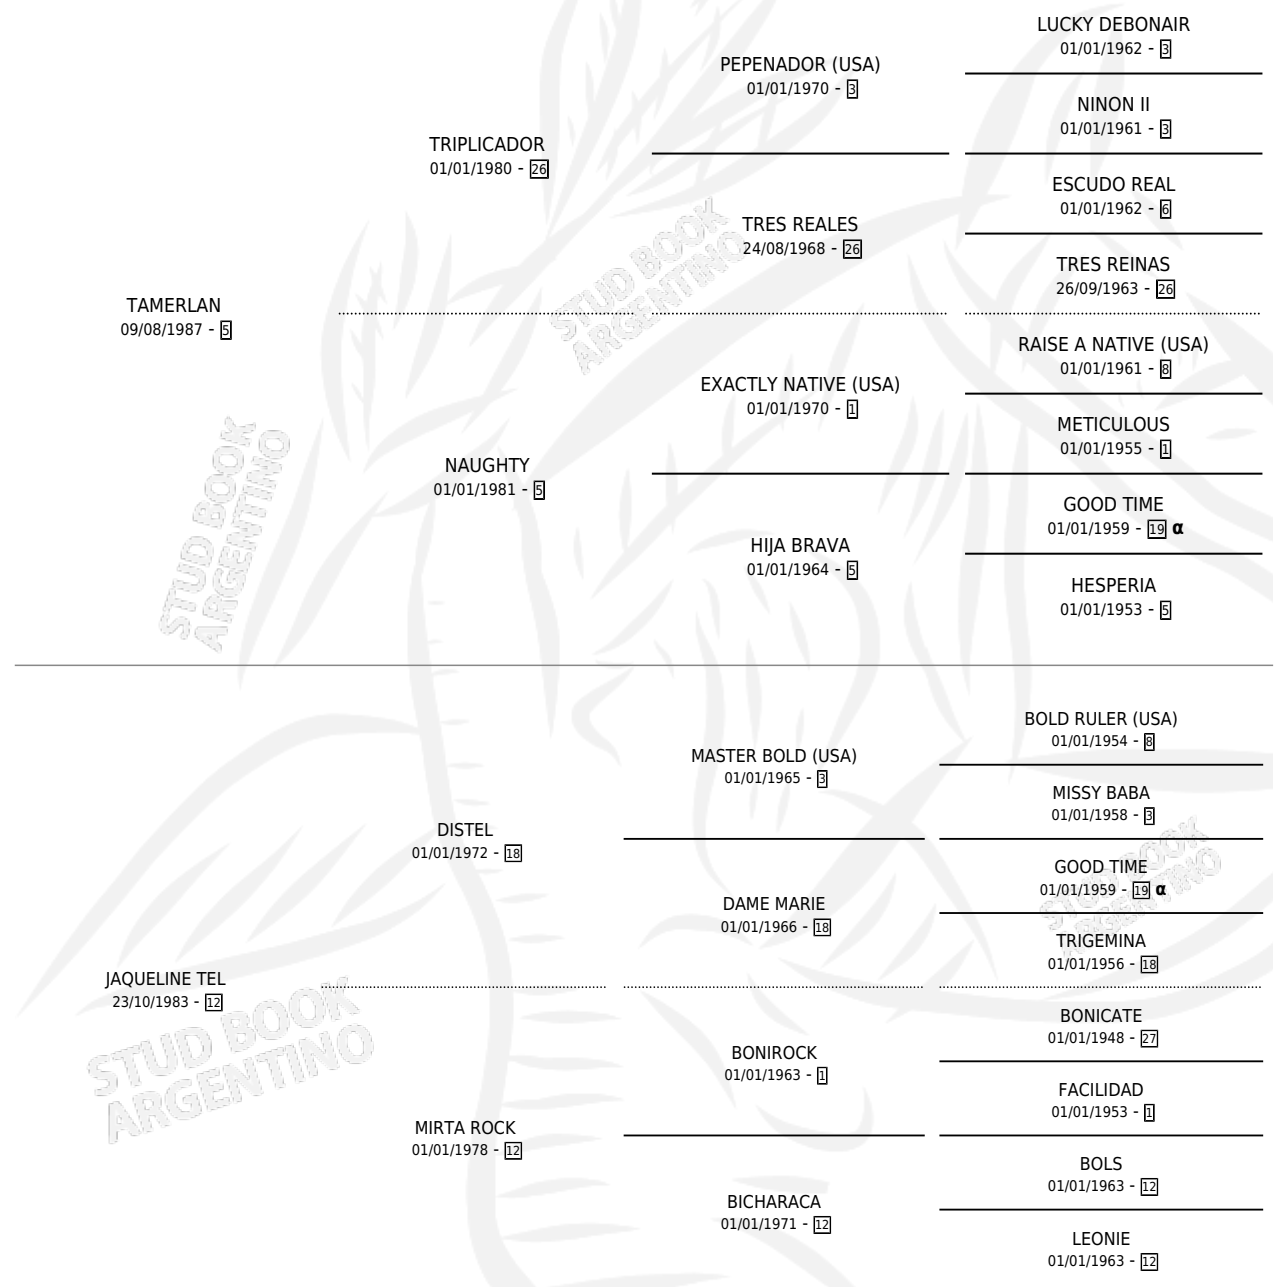 LUCKY DEBONAIR
01/01/1962 - 3
PEPENADOR (USA)
01/01/1970 - 3
NINON II
01/01/1961 - 3
TRIPLICADOR
01/01/1980 - 26
ESCUDO REAL
01/01/1962 - 6
TRES REALES
24/08/1968 - 26
TRES REINAS
26/09/1963 - 26
TAMERLAN
09/08/1987 - 5
RAISE A NATIVE (USA)
01/01/1961 - 8
EXACTLY NATIVE (USA)
01/01/1970 - 1
METICULOUS
01/01/1955 - 1
NAUGHTY
01/01/1981 - 5
GOOD TIME
01/01/1959 - 19 α
HIJA BRAVA
01/01/1964 - 5
HESPERIA
01/01/1953 - 5
BOLD RULER (USA)
01/01/1954 - 8
MASTER BOLD (USA)
01/01/1965 - 3
MISSY BABA
01/01/1958 - 3
DISTEL
01/01/1972 - 18
GOOD TIME
01/01/1959 - 19 α
DAME MARIE
01/01/1966 - 18
TRIGEMINA
01/01/1956 - 18
JAQUELINE TEL
23/10/1983 - 12
BONICATE
01/01/1948 - 27
BONIROCK
01/01/1963 - 1
FACILIDAD
01/01/1953 - 1
MIRTA ROCK
01/01/1978 - 12
BOLS
01/01/1963 - 12
BICHARACA
01/01/1971 - 12
LEONIE
01/01/1963 - 12
STUD BOOK
ARGENTINO
STUD BOOK
ARGENTINO
STUD BOOK
ARGENTINO
STUD BOOK
ARGENTINO